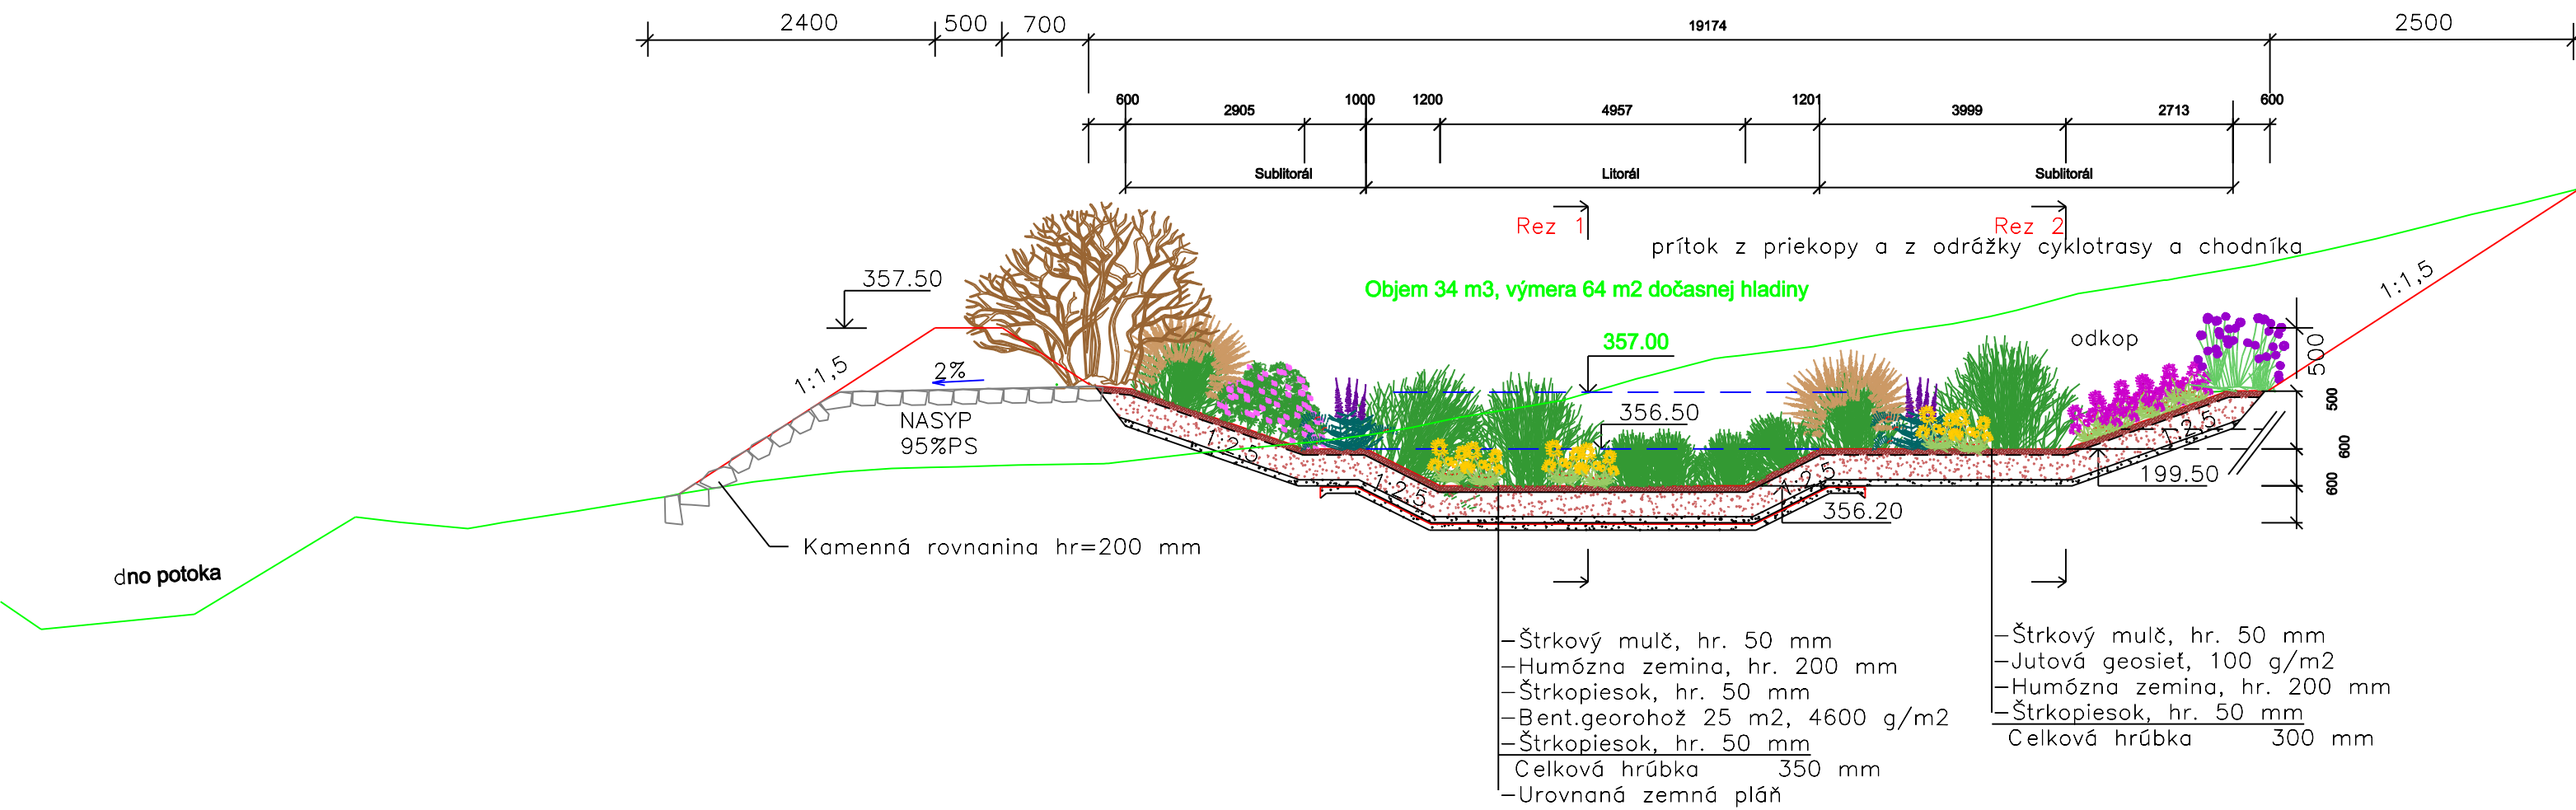 2400
500
700
19174
2500
600
2905
1000
1200
4957
1201
3999
2713
600
Sublitorál
Litorál
Sublitorál
Rez 1
Rez 2
prítok z priekopy a z odrážky cyklotrasy a chodníka
357.50
Objem 34 m3, výmera 64 m2 dočasnej hladiny
1:1,5
357.00
odkop
500
1:1,5
2%
NASYP
95%PS
356.50
500
600
600
1:2,5
1:2,5
1:2,5
1:2,5
199.50
356.20
Kamenná rovnanina hr=200 mm
dno potoka
-Štrkový mulč, hr. 50 mm
-Humózna zemina, hr. 200 mm
-Štrkopiesok, hr. 50 mm
-Bent.georohož 25 m2, 4600 g/m2
-Štrkopiesok, hr. 50 mm
Celková hrúbka 350 mm
-Urovnaná zemná pláň
-Štrkový mulč, hr. 50 mm
-Jutová geosieť, 100 g/m2
-Humózna zemina, hr. 200 mm
-Štrkopiesok, hr. 50 mm
Celková hrúbka 300 mm